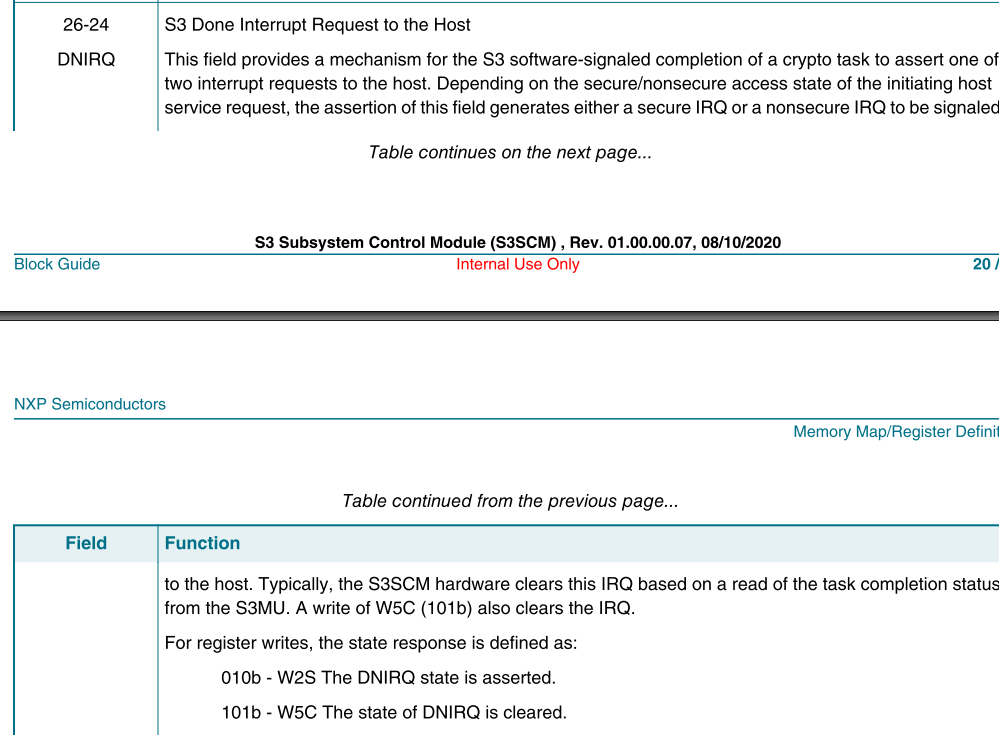 26-24 S3 Done Interrupt Request to the Host
DNIRQ This field provides a mechanism for the S3 software-signaled completion of a crypto task to assert one of
two interrupt requests to the host. Depending on the secure/nonsecure access state of the initiating host
service request, the assertion of this field generates either a secure IRQ or a nonsecure IRQ to be signaled
Table continues on the next page...
S3 Subsystem Control Module (S3SCM) , Rev. 01.00.00.07, 08/10/2020
Block Guide Internal Use Only 20 /
NXP Semiconductors
Memory Map/Register Definit
Table continued from the previous page...
Field Function
to the host. Typically, the S3SCM hardware clears this IRQ based on a read of the task completion status
from the S3MU. A write of W5C (101b) also clears the IRQ.
For register writes, the state response is defined as:
010b - W2S The DNIRQ state is asserted.
101b - W5C The state of DNIRQ is cleared.